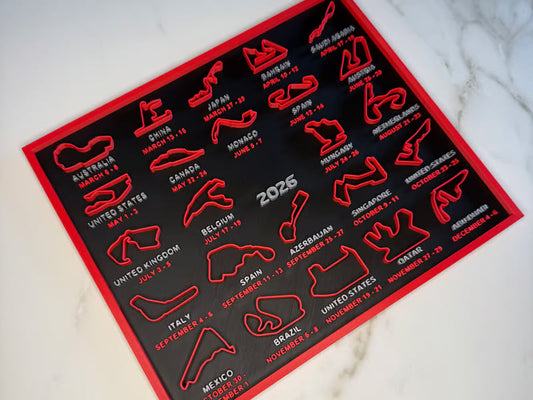 AUSTRALIA
MARCH 6 - 8
CHINA
MARCH 13 - 15
JAPAN
MARCH 27 - 29
BAHRAIN
APRIL 10 - 12
SAUDI ARABIA
APRIL 17 - 19
UNITED STATES
MAY 1 - 3
CANADA
MAY 22 - 24
MONACO
JUNE 5 - 7
SPAIN
JUNE 12 - 14
AUSTRIA
JUNE 26 - 28
UNITED KINGDOM
JULY 3 - 5
BELGIUM
JULY 17 - 19
2026
HUNGARY
JULY 24 - 26
NETHERLANDS
AUGUST 21 - 23
ITALY
SEPTEMBER 4 - 6
SPAIN
SEPTEMBER 11 - 13
AZERBAIJAN
SEPTEMBER 25 - 27
SINGAPORE
OCTOBER 9 - 11
UNITED STATES
OCTOBER 23 - 25
MEXICO
OCTOBER 30 -
EMBER 1
BRAZIL
NOVEMBER 6 - 8
UNITED STATES
NOVEMBER 19 - 21
QATAR
NOVEMBER 27 - 29
DECEMBER 4 - 6